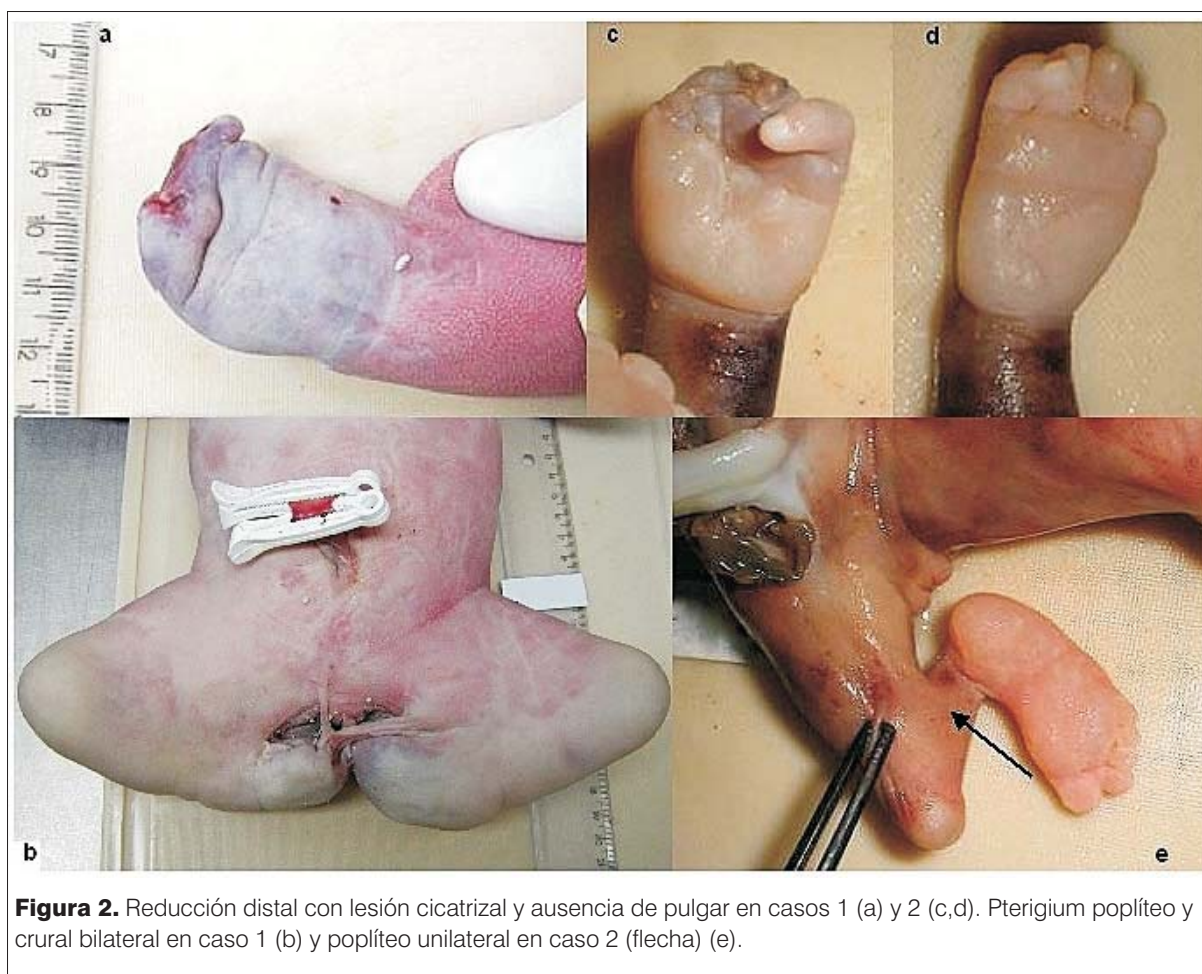 a
c
d
b
e
Figura 2. Reducción distal con lesión cicatrizal y ausencia de pulgar en casos 1 (a) y 2 (c,d). Pterigium poplíteo y
crural bilateral en caso 1 (b) y poplíteo unilateral en caso 2 (flecha) (e).